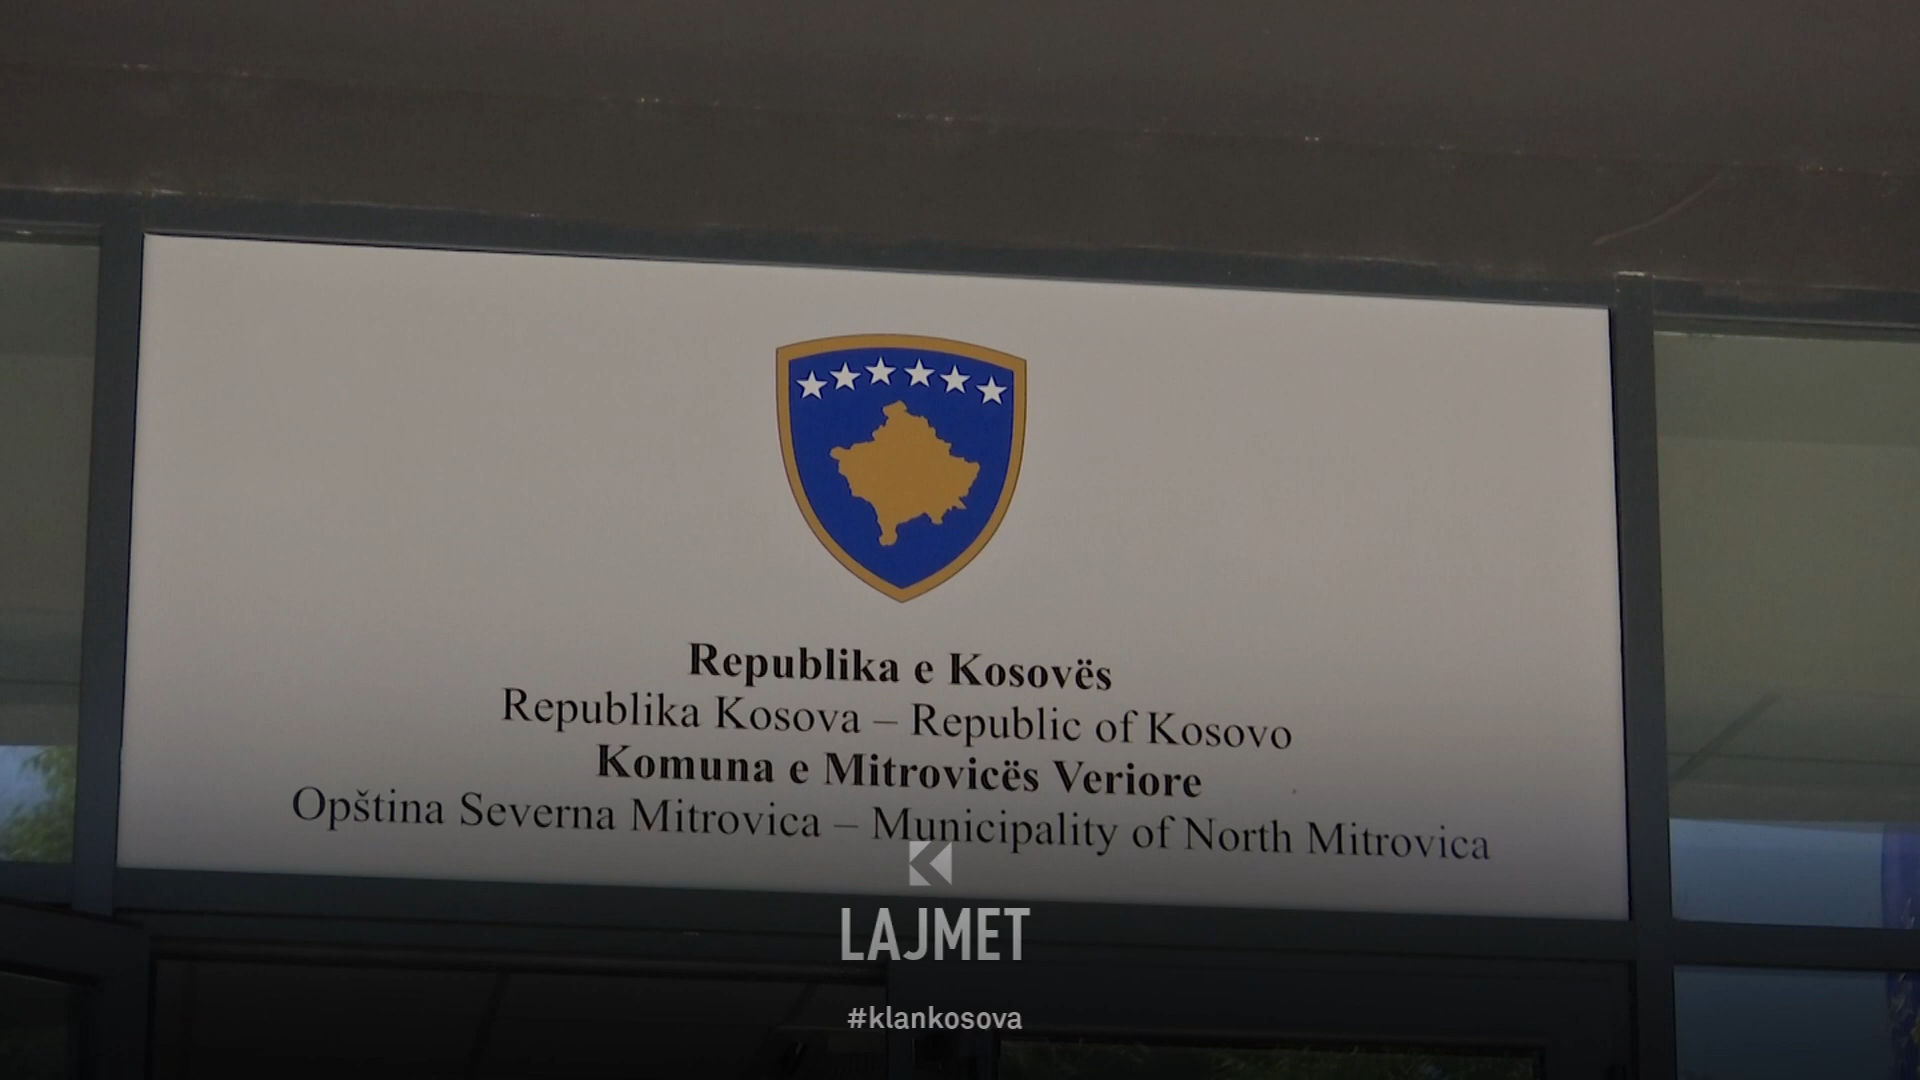 Republika e Kosovës
Republika Kosova – Republic of Kosovo
Komuna e Mitrovicës Veriore
Opština Severna Mitrovica – Municipality of North Mitrovica
LAJMET
#klankosova